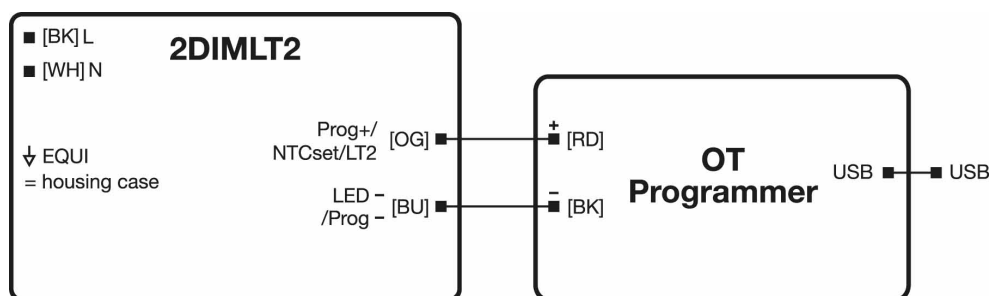 [BK] L
[WH] N
2DIMLT2
EQUI
= housing case
Prog+/
NTCset/LT2
[OG]
LED –
/Prog –
[BU]
+
[RD]
–
[BK]
OT
Programmer
USB
USB